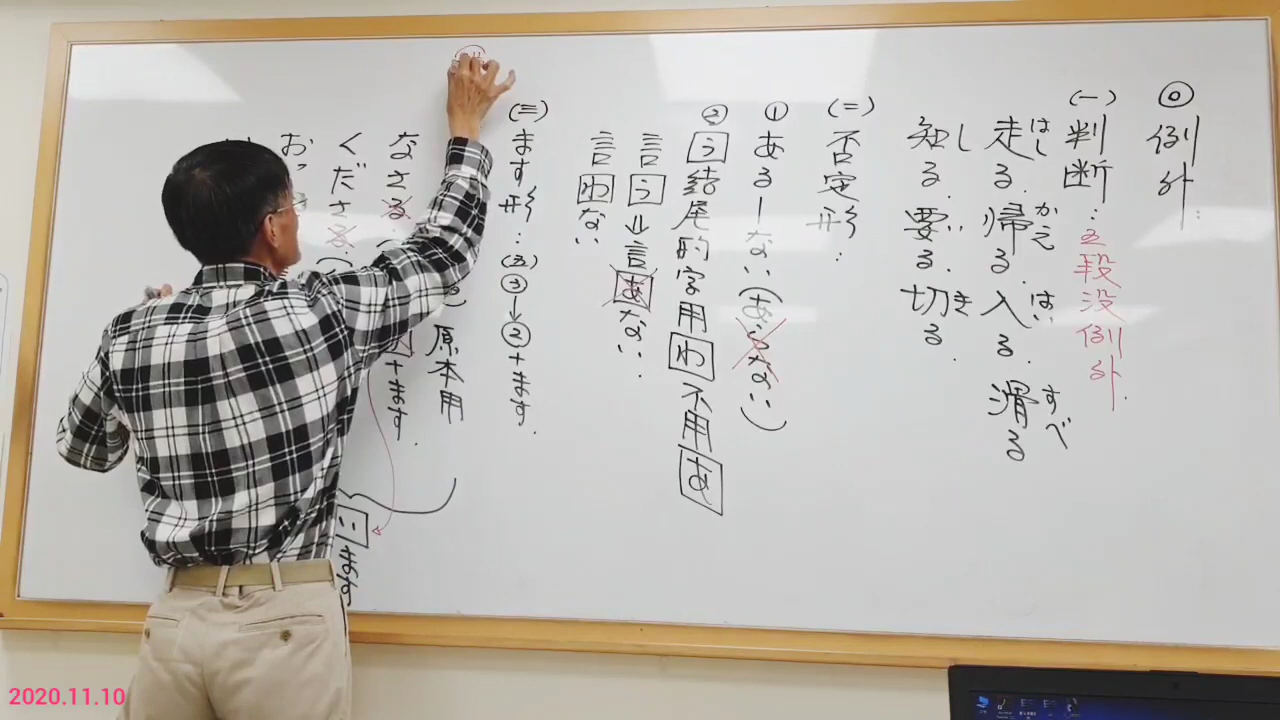 ◎例外:
(一)判断:五段没例外.
走る.帰る.入る.滑る
はし かえ はい すべ
知る.要る.切る.
し い き
(二)否定形:
①あるーない(あらない)
②う结尾的字用わ不用あ
言う⇒言あない.
言わない
(三)ます形:(五)③↓②+ます.
原本用
なさる
+ます.
くださる
います
2020.11.10